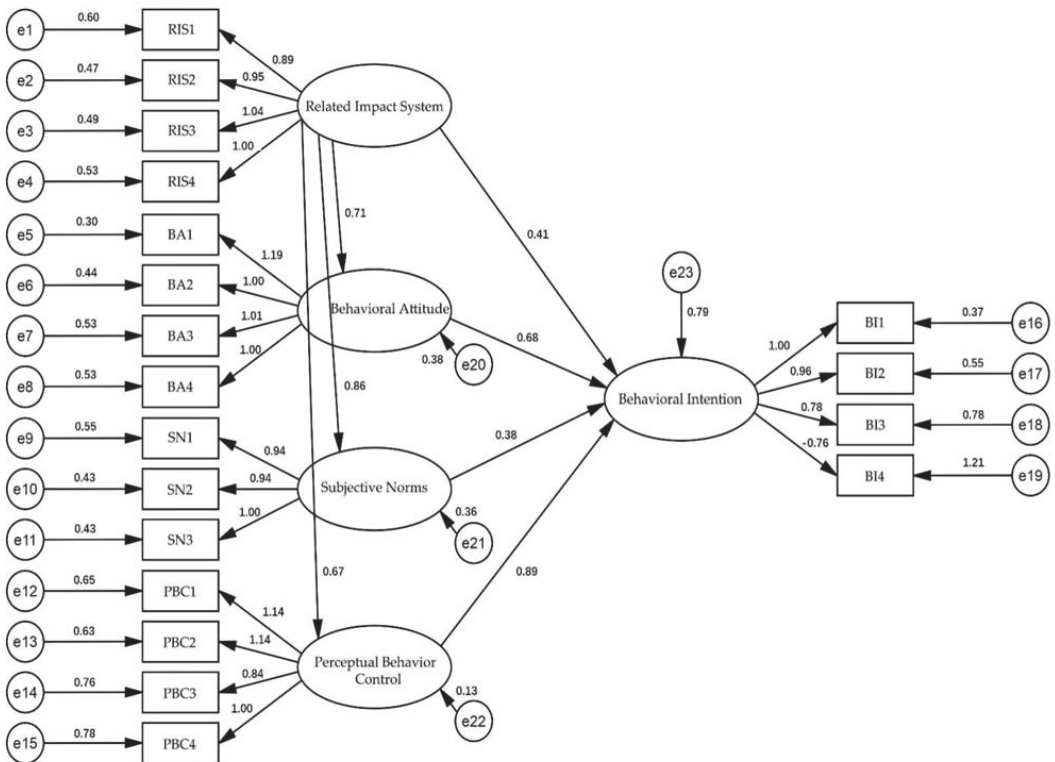 e1 0.60 RIS1
0.89
e2 0.47 RIS2
0.95
e3 0.49 RIS3
1.04
e4 0.53 RIS4
1.00
Related Impact System
e5 0.30 BA1
1.19
e6 0.44 BA2
1.00
e7 0.53 BA3
1.01
e8 0.53 BA4
1.00
0.71
Behavioral Attitude
0.38
e20
e9 0.55 SN1
0.94
e10 0.43 SN2
0.94
e11 0.43 SN3
1.00
0.86
Subjective Norms
0.36
e21
e12 0.65 PBC1
1.14
e13 0.63 PBC2
1.14
e14 0.76 PBC3
0.84
e15 0.78 PBC4
1.00
0.67
Perceptual Behavior
Control
0.13
e22
0.41
0.68
0.38
0.89
e23
0.79
Behavioral Intention
1.00
BI1 0.37 e16
0.96
BI2 0.55 e17
0.78
BI3 0.78 e18
-0.76
BI4 1.21 e19